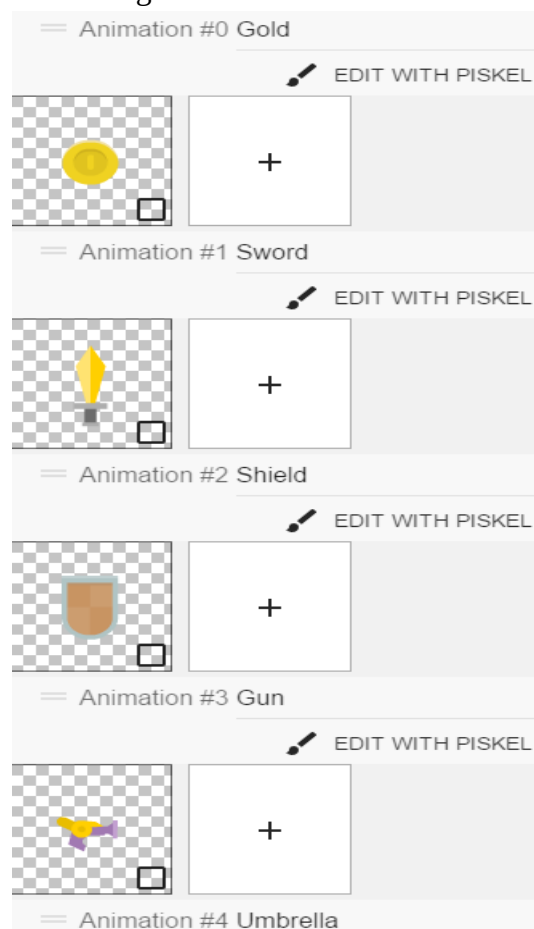 Animation #0 Gold
EDIT WITH PISKEL
+
Animation #1 Sword
EDIT WITH PISKEL
+
Animation #2 Shield
EDIT WITH PISKEL
+
Animation #3 Gun
EDIT WITH PISKEL
+
Animation #4 Umbrella